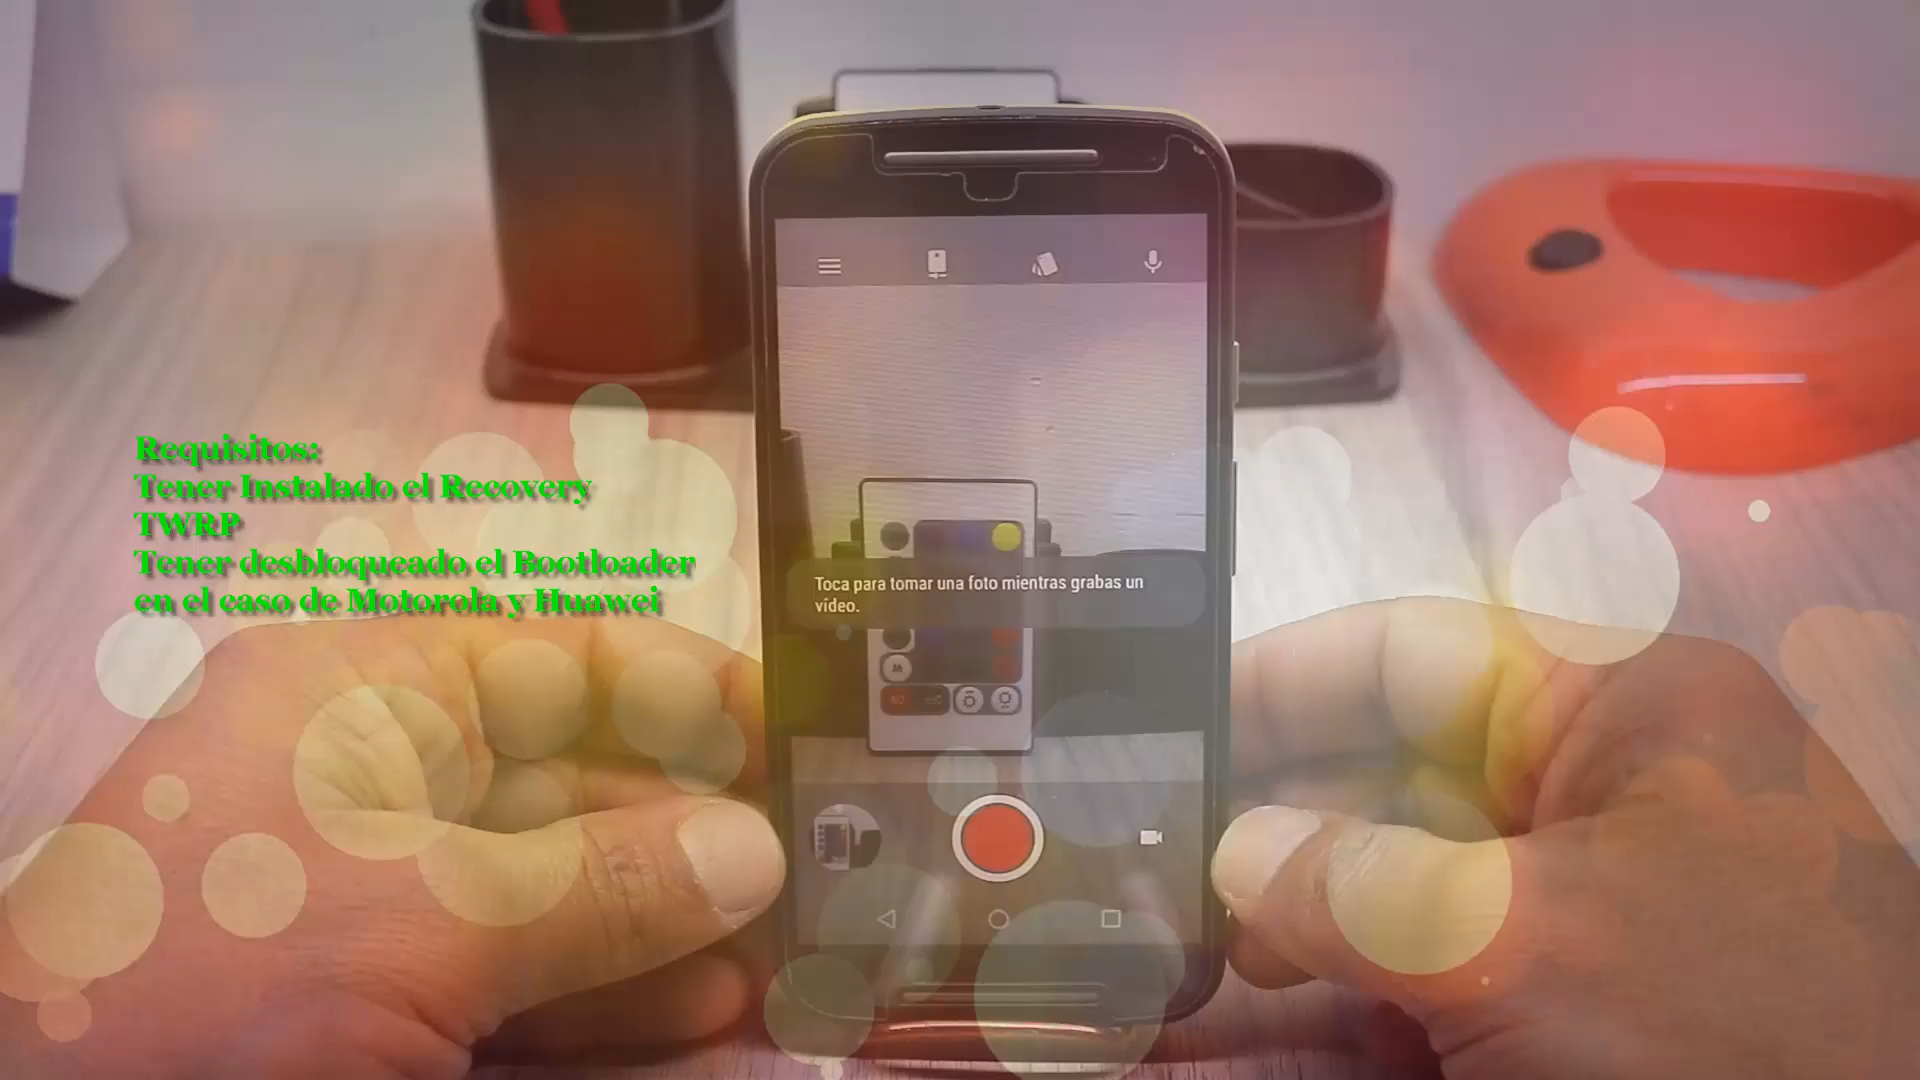 Requisitos:
Tener Instalado el Recovery
TWRP
Tener desbloqueado el Bootloader
en el caso de Motorola y Huawei
Toca para tomar una foto mientras grabas un
vídeo.